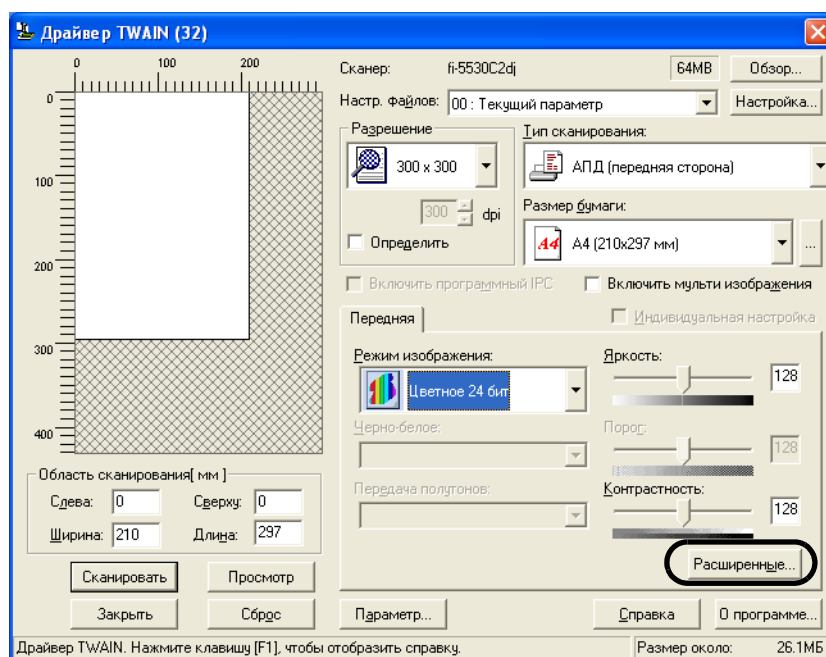 Драйвер TWAIN (32)
0 100 200
0
100
200
300
400
Сканер: fi-5530C2dj 64MB Обзор...
Настр. файлов: 00 : Текущий параметр Настройка...
Разрешение
300 x 300
300 dpi
Определить
Тип сканирования:
АПД (передняя сторона)
Размер бумаги:
A4 A4 (210x297 мм) ...
Включить программный IPC Включить мульти изображения
Передняя Индивидуальная настройка
Режим изображения:
Цветное 24 бит
Черно-белое:
Передача полутонов:
Яркость:
128
Порог:
128
Контрастность:
128
Расширенные...
Область сканирования[ мм ]
Слева: 0 Сверху: 0
Ширина: 210 Длина: 297
Сканировать Просмотр
Закрыть Сброс Параметр... Справка О программе...
Драйвер TWAIN. Нажмите клавишу [F1], чтобы отобразить справку. Размер около: 26.1МБ